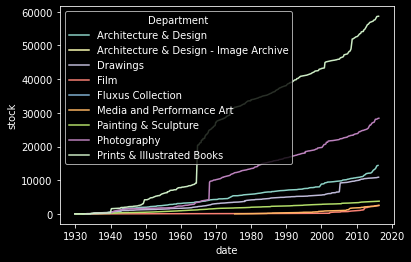 60000
50000
40000
30000
20000
10000
0
stock
Department
Architecture & Design
Architecture & Design - Image Archive
Drawings
Film
Fluxus Collection
Media and Performance Art
Painting & Sculpture
Photography
Prints & Illustrated Books
1930 1940 1950 1960 1970 1980 1990 2000 2010 2020
date